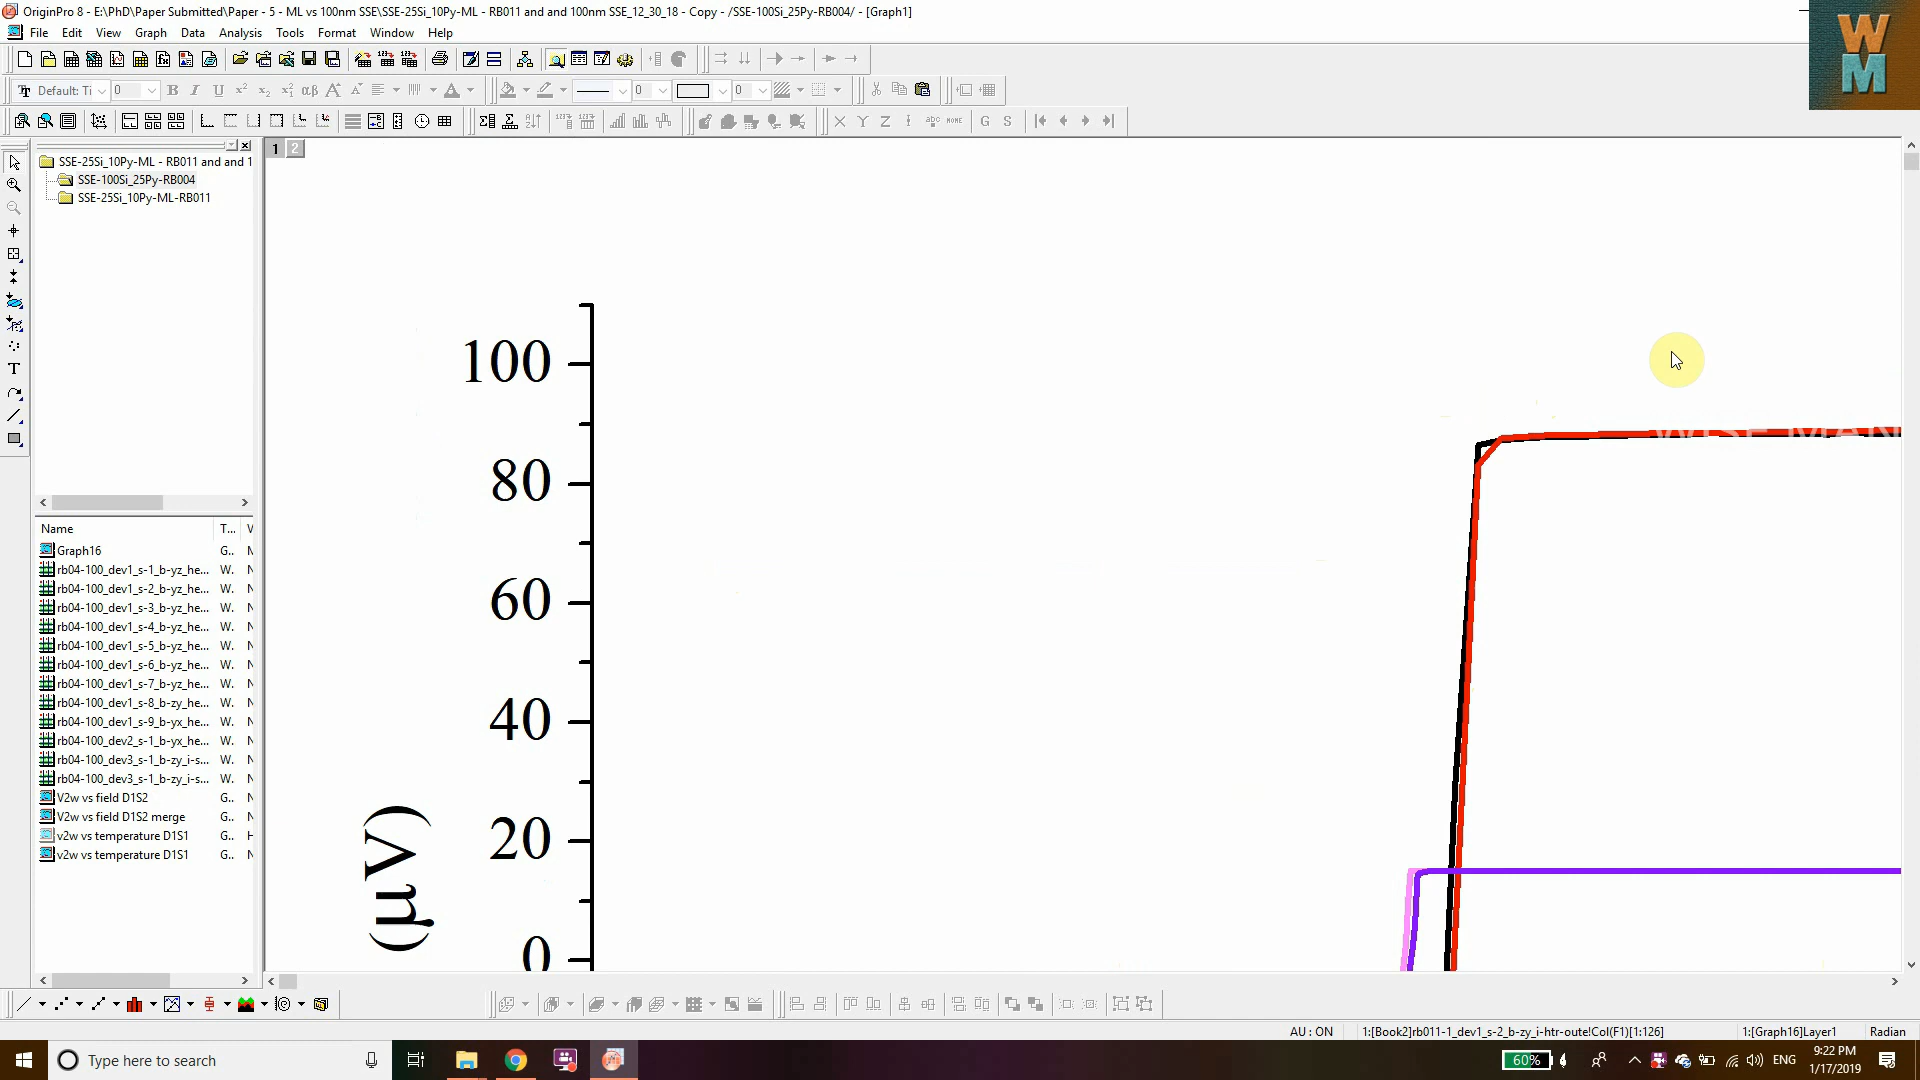 OriginPro 8 - E:\PhD\Paper Submitted\Paper - 5 - ML vs 100nm SSE\SSE-25Si_10Py-ML - RB011 and and 100nm SSE_12_30_18 - Copy - /SSE-100Si_25Py-RB004/ - [Graph1]
File Edit View Graph Data Analysis Tools Format Window Help
WM
Default: Ti 0 B I U αβ A 0 0
X Y Z abc NONE G S
1 2
SSE-25Si_10Py-ML - RB011 and and 1
SSE-100Si_25Py-RB004
SSE-25Si_10Py-ML-RB011
Name T...
Graph16 G..
rb04-100_dev1_s-1_b-yz_he... W.
rb04-100_dev1_s-2_b-yz_he... W.
rb04-100_dev1_s-3_b-yz_he... W.
rb04-100_dev1_s-4_b-yz_he... W.
rb04-100_dev1_s-5_b-yz_he... W.
rb04-100_dev1_s-6_b-yz_he... W.
rb04-100_dev1_s-7_b-yz_he... W.
rb04-100_dev1_s-8_b-zy_he... W.
rb04-100_dev1_s-9_b-yx_he... W.
rb04-100_dev2_s-1_b-yx_he... W.
rb04-100_dev3_s-1_b-zy_i-s... W.
rb04-100_dev3_s-1_b-zy_i-s... W.
V2w vs field D1S2 G..
V2w vs field D1S2 merge G..
v2w vs temperature D1S1 G..
v2w vs temperature D1S1 G..
100
80
60
40
20
0
(μV)
AU : ON 1:[Book2]rb011-1_dev1_s-2_b-zy_i-htr-oute!Col(F1)[1:126] 1:[Graph16]Layer1 Radian
Type here to search
60% ENG 9:22 PM
1/17/2019